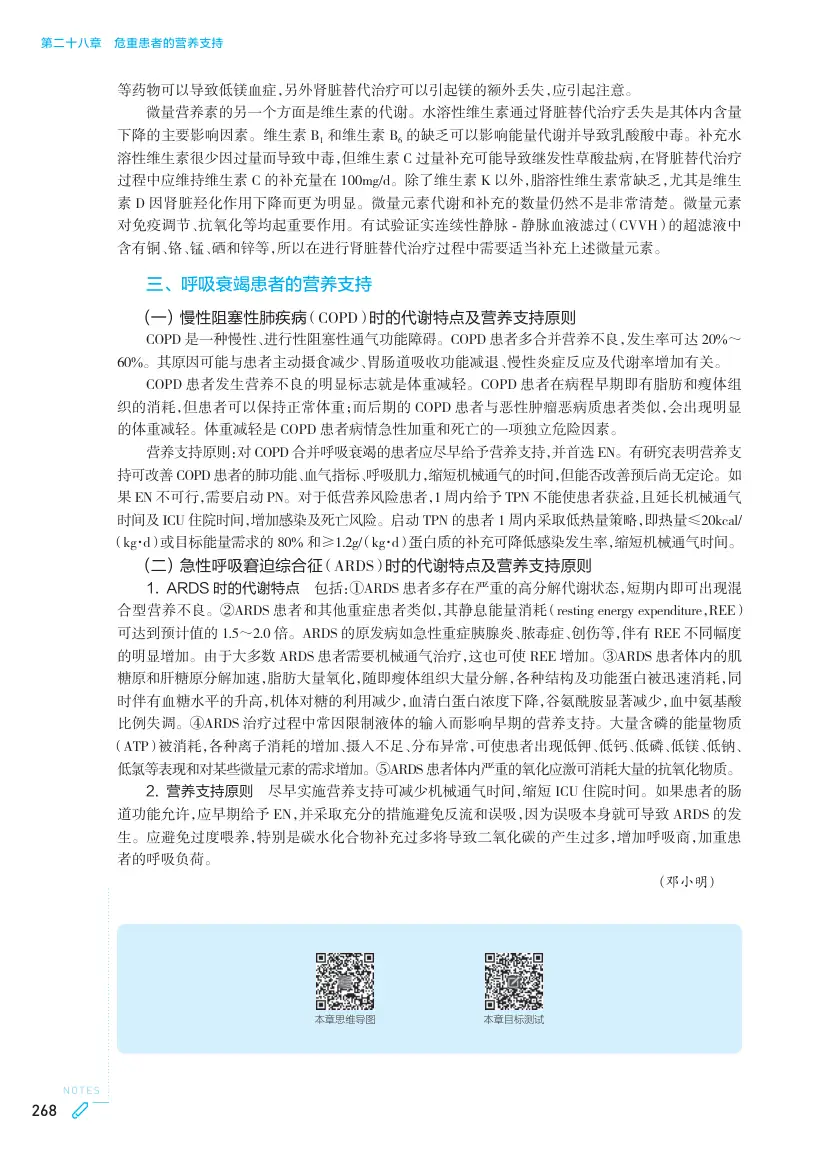 第二十八章 危重患者的营养支持
等药物可以导致低镁血症,另外肾脏替代治疗可以引起镁的额外丢失,应引起注意。
微量营养素的另一个方面是维生素的代谢。水溶性维生素通过肾脏替代治疗丢失是其体内含量
下降的主要影响因素。维生素 B₁ 和维生素 B₆ 的缺乏可以影响能量代谢并导致乳酸酸中毒。补充水
溶性维生素很少因过量而导致中毒,但维生素 C 过量补充可能导致继发性草酸盐病,在肾脏替代治疗
过程中应维持维生素 C 的补充量在 100mg/d。除了维生素 K 以外,脂溶性维生素常缺乏,尤其是维生
素 D 因肾脏羟化作用下降而更为明显。微量元素代谢和补充的数量仍然不是非常清楚。微量元素
对免疫调节、抗氧化等均起重要作用。有试验证实连续性静脉 - 静脉血液滤过(CVVH)的超滤液中
含有铜、铬、锰、硒和锌等,所以在进行肾脏替代治疗过程中需要适当补充上述微量元素。
三、呼吸衰竭患者的营养支持
(一)慢性阻塞性肺疾病(COPD)时的代谢特点及营养支持原则
COPD 是一种慢性、进行性阻塞性通气功能障碍。COPD 患者多合并营养不良,发生率可达 20%～
60%。其原因可能与患者主动摄食减少、胃肠道吸收功能减退、慢性炎症反应及代谢率增加有关。
COPD 患者发生营养不良的明显标志就是体重减轻。COPD 患者在病程早期即有脂肪和瘦体组
织的消耗,但患者可以保持正常体重;而后期的 COPD 患者与恶性肿瘤恶病质患者类似,会出现明显
的体重减轻。体重减轻是 COPD 患者病情急性加重和死亡的一项独立危险因素。
营养支持原则:对 COPD 合并呼吸衰竭的患者应尽早给予营养支持,并首选 EN。有研究表明营养支
持可改善 COPD 患者的肺功能、血气指标、呼吸肌力,缩短机械通气的时间,但能否改善预后尚无定论。如
果 EN 不可行,需要启动 PN。对于低营养风险患者,1 周内给予 TPN 不能使患者获益,且延长机械通气
时间及 ICU 住院时间,增加感染及死亡风险。启动 TPN 的患者 1 周内采取低热量策略,即热量≤20kcal/
(kg·d)或目标能量需求的 80% 和≥1.2g/(kg·d)蛋白质的补充可降低感染发生率,缩短机械通气时间。
(二)急性呼吸窘迫综合征(ARDS)时的代谢特点及营养支持原则
1. ARDS 时的代谢特点 包括:①ARDS 患者多存在严重的高分解代谢状态,短期内即可出现混
合型营养不良。②ARDS 患者和其他重症患者类似,其静息能量消耗(resting energy expenditure,REE)
可达到预计值的 1.5～2.0 倍。ARDS 的原发病如急性重症胰腺炎、脓毒症、创伤等,伴有 REE 不同幅度
的明显增加。由于大多数 ARDS 患者需要机械通气治疗,这也可使 REE 增加。③ARDS 患者体内的肌
糖原和肝糖原分解加速,脂肪大量氧化,随即瘦体组织大量分解,各种结构及功能蛋白被迅速消耗,同
时伴有血糖水平的升高,机体对糖的利用减少,血清白蛋白浓度下降,谷氨酰胺显著减少,血中氨基酸
比例失调。④ARDS 治疗过程中常因限制液体的输入而影响早期的营养支持。大量含磷的能量物质
(ATP)被消耗,各种离子消耗的增加、摄入不足、分布异常,可使患者出现低钾、低钙、低磷、低镁、低钠、
低氯等表现和对某些微量元素的需求增加。⑤ARDS 患者体内严重的氧化应激可消耗大量的抗氧化物质。
2. 营养支持原则 尽早实施营养支持可减少机械通气时间,缩短 ICU 住院时间。如果患者的肠
道功能允许,应早期给予 EN,并采取充分的措施避免反流和误吸,因为误吸本身就可导致 ARDS 的发
生。应避免过度喂养,特别是碳水化合物补充过多将导致二氧化碳的产生过多,增加呼吸商,加重患
者的呼吸负荷。
(邓小明)
本章思维导图
本章目标测试
NOTES
268